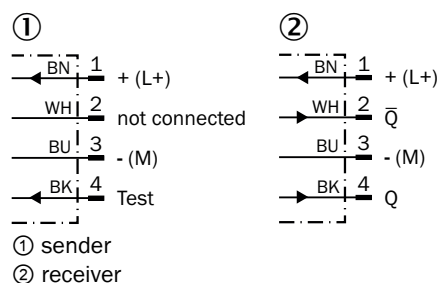 ① ②
BN 1 + (L+)
WH 2 not connected
BU 3 - (M)
BK 4 Test
BN 1 + (L+)
WH 2 Q̅
BU 3 - (M)
BK 4 Q
① sender
② receiver